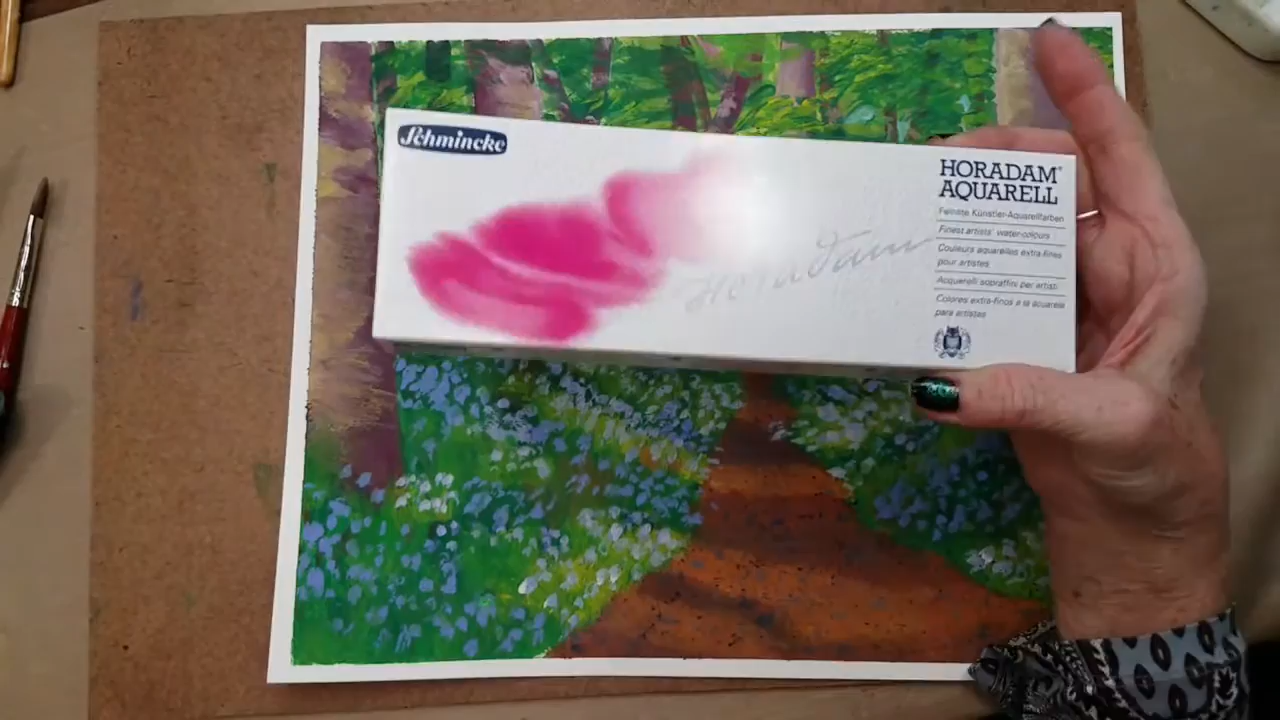 Schmincke
HORADAM®
AQUARELL
Feinste Künstler-Aquarellfarben
Finest artists' water-colours
Couleurs aquarelles extra-fines
pour artistes
Acquerelli sopraffini per artisti
Colores extra-finos a la acuarela
para artistas
Horadam